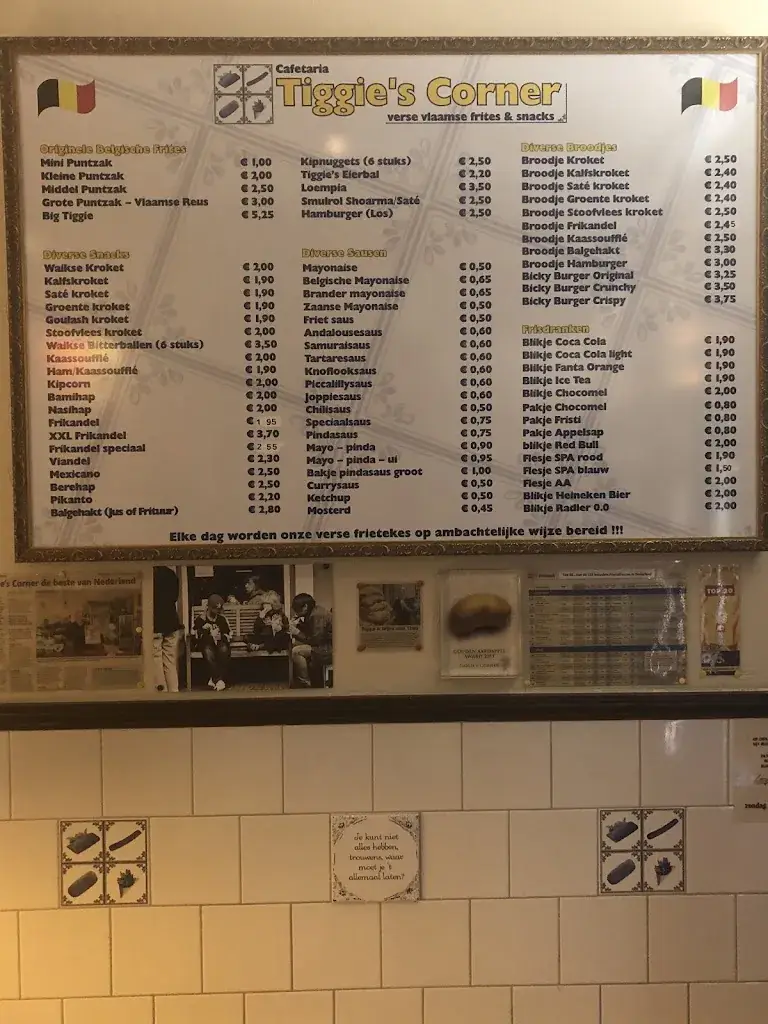 Cafetaria
Tiggie's Corner
verse vlaamse frites & snacks
Originele Belgische Frites
Mini Puntzak € 1,00
Kleine Puntzak € 2,00
Middel Puntzak € 2,50
Grote Puntzak – Vlaamse Reus € 3,00
Big Tiggie € 5,25
Diverse Snacks
Waikse Kroket € 2,00
Kalfskroket € 1,90
Saté kroket € 1,90
Groente kroket € 1,90
Goulash kroket € 1,90
Stoofvlees kroket € 2,00
Waikse Bitterballen (6 stuks) € 3,50
Kaassoufflé € 2,00
Ham/Kaassoufflé € 1,90
Kipcorn € 2,00
Bamihap € 2,00
Nasihap € 2,00
Frikandel € 1 95
XXL Frikandel € 3,70
Frikandel speciaal € 2 55
Viandel € 2,30
Mexicano € 2,50
Berehap € 2,50
Pikanto € 2,20
Balgehakt (Jus of Frituur) € 2,80
Kipnuggets (6 stuks) € 2,50
Tiggie's Eierbal € 2,20
Loempia € 3,50
Smulrol Shoarma/Saté € 2,50
Hamburger (Los) € 2,50
Diverse Sausen
Mayonaise € 0,50
Belgische Mayonaise € 0,65
Brander mayonaise € 0,65
Zaanse Mayonaise € 0,50
Friet saus € 0,50
Andalousesaus € 0,60
Samuraisaus € 0,60
Tartaresaus € 0,60
Knoflooksaus € 0,60
Piccalillysaus € 0,60
Joppiesaus € 0,60
Chilisaus € 0,50
Speciaalsaus € 0,75
Pindasaus € 0,75
Mayo – pinda € 0,90
Mayo – pinda – ui € 0,95
Bakje pindasaus groot € 1,00
Currysaus € 0,50
Ketchup € 0,50
Mosterd € 0,45
Diverse Broodjes
Broodje Kroket € 2,50
Broodje Kalfskroket € 2,40
Broodje Saté kroket € 2,40
Broodje Groente kroket € 2,40
Broodje Stoofvlees kroket € 2,50
Broodje Frikandel € 2,45
Broodje Kaassoufflé € 2,50
Broodje Balgehakt € 3,30
Broodje Hamburger € 3,00
Bicky Burger Original € 3,25
Bicky Burger Crunchy € 3,50
Bicky Burger Crispy € 3,75
Frisdranken
Blikje Coca Cola € 1,90
Blikje Coca Cola light € 1,90
Blikje Fanta Orange € 1,90
Blikje Ice Tea € 1,90
Blikje Chocomel € 2,00
Pakje Chocomel € 0,80
Pakje Fristi € 0,80
Pakje Appelsap € 0,80
blikje Red Bull € 2,00
Flesje SPA rood € 1,90
Flesje SPA blauw € 1,50
Flesje AA € 2,00
Blikje Heineken Bier € 2,00
Blikje Radler 0.0 € 2,00
Elke dag worden onze verse frietekes op ambachtelijke wijze bereid !!!
e's Corner de beste van Nederland
TOP 20
Je kunt niet
alles hebben,
trouwens, waar
moet je 't
allemaal laten?
zondag